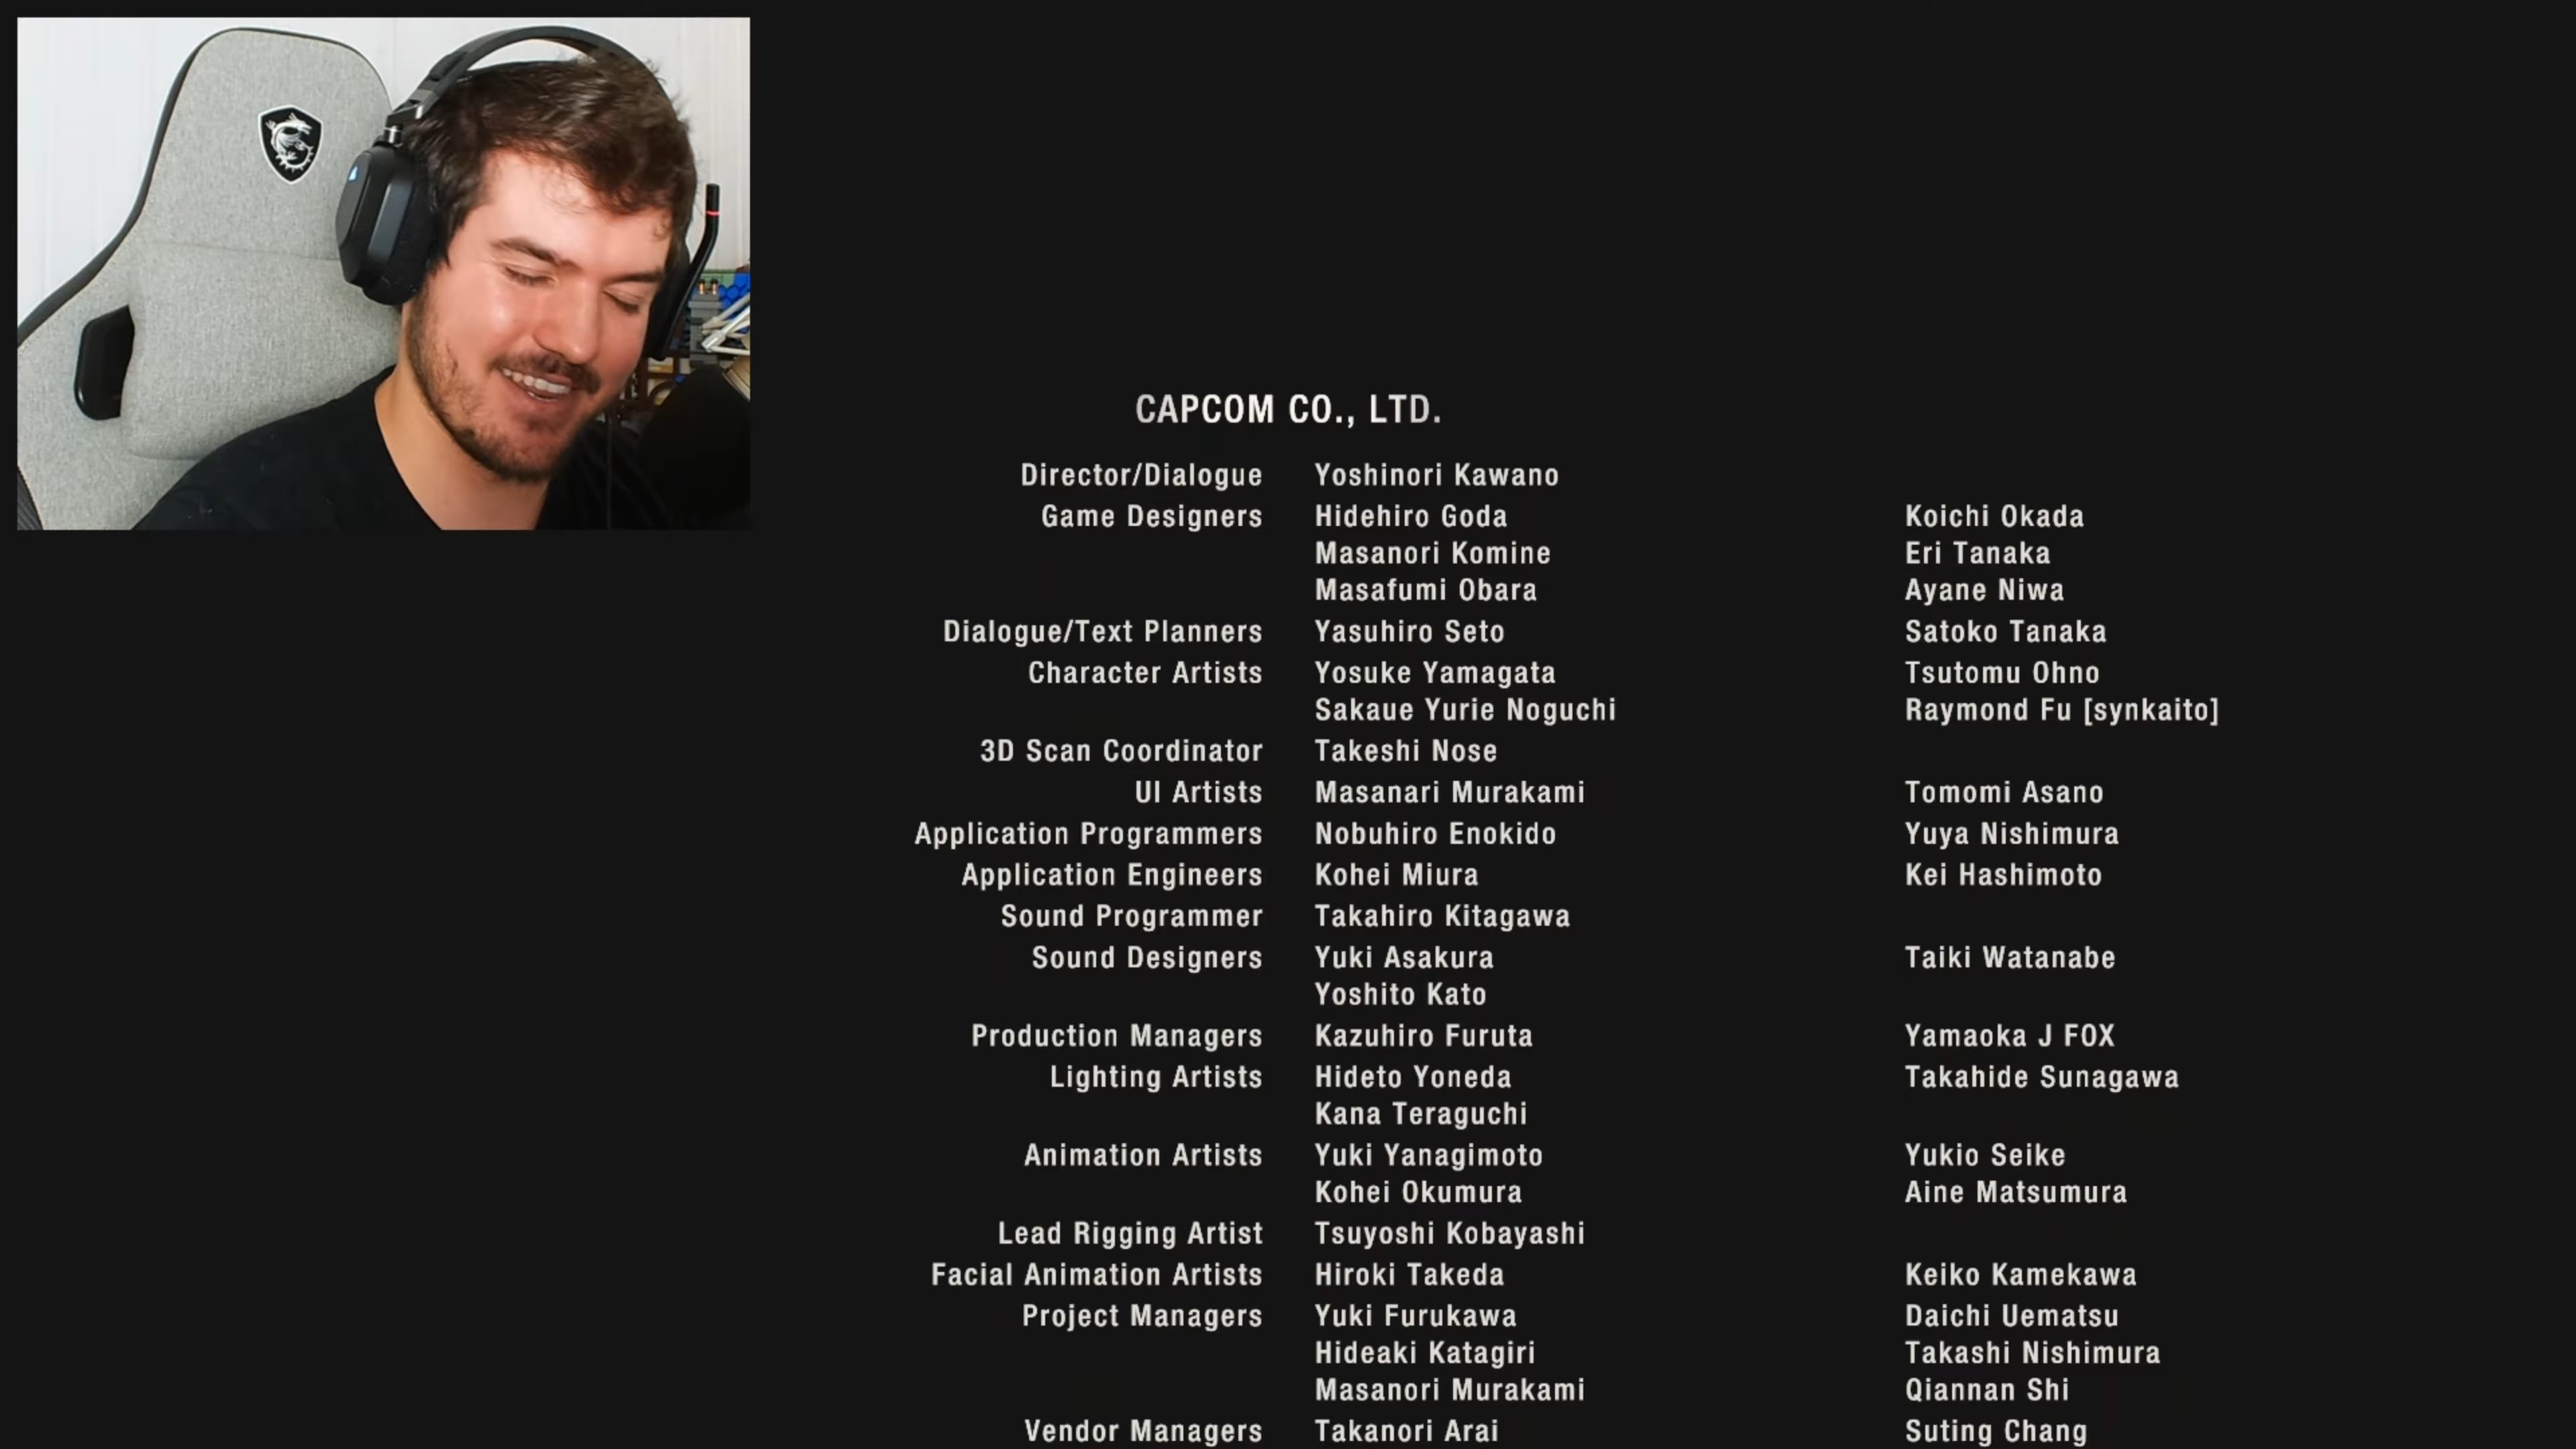 CAPCOM CO., LTD.
Director/Dialogue Yoshinori Kawano
Game Designers Hidehiro Goda Koichi Okada
Masanori Komine Eri Tanaka
Masafumi Obara Ayane Niwa
Dialogue/Text Planners Yasuhiro Seto Satoko Tanaka
Character Artists Yosuke Yamagata Tsutomu Ohno
Sakaue Yurie Noguchi Raymond Fu [synkaito]
3D Scan Coordinator Takeshi Nose
UI Artists Masanari Murakami Tomomi Asano
Application Programmers Nobuhiro Enokido Yuya Nishimura
Application Engineers Kohei Miura Kei Hashimoto
Sound Programmer Takahiro Kitagawa
Sound Designers Yuki Asakura Taiki Watanabe
Yoshito Kato
Production Managers Kazuhiro Furuta Yamaoka J FOX
Lighting Artists Hideto Yoneda Takahide Sunagawa
Kana Teraguchi
Animation Artists Yuki Yanagimoto Yukio Seike
Kohei Okumura Aine Matsumura
Lead Rigging Artist Tsuyoshi Kobayashi
Facial Animation Artists Hiroki Takeda Keiko Kamekawa
Project Managers Yuki Furukawa Daichi Uematsu
Hideaki Katagiri Takashi Nishimura
Masanori Murakami Qiannan Shi
Vendor Managers Takanori Arai Suting Chang